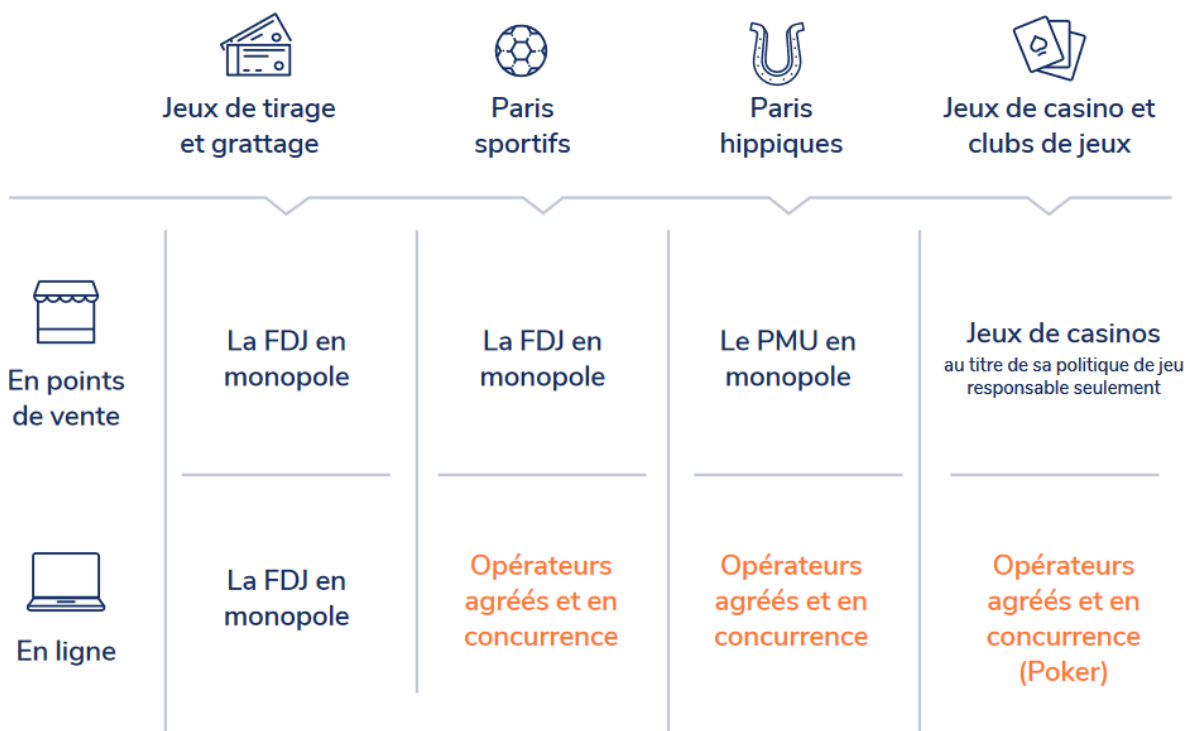 Jeux de tirage
et grattage
Paris
sportifs
Paris
hippiques
Jeux de casino et
clubs de jeux
En points
de vente
La FDJ en
monopole
La FDJ en
monopole
Le PMU en
monopole
Jeux de casinos
au titre de sa politique de jeu
responsable seulement
En ligne
La FDJ en
monopole
Opérateurs
agréés et en
concurrence
Opérateurs
agréés et en
concurrence
Opérateurs
agréés et en
concurrence
(Poker)